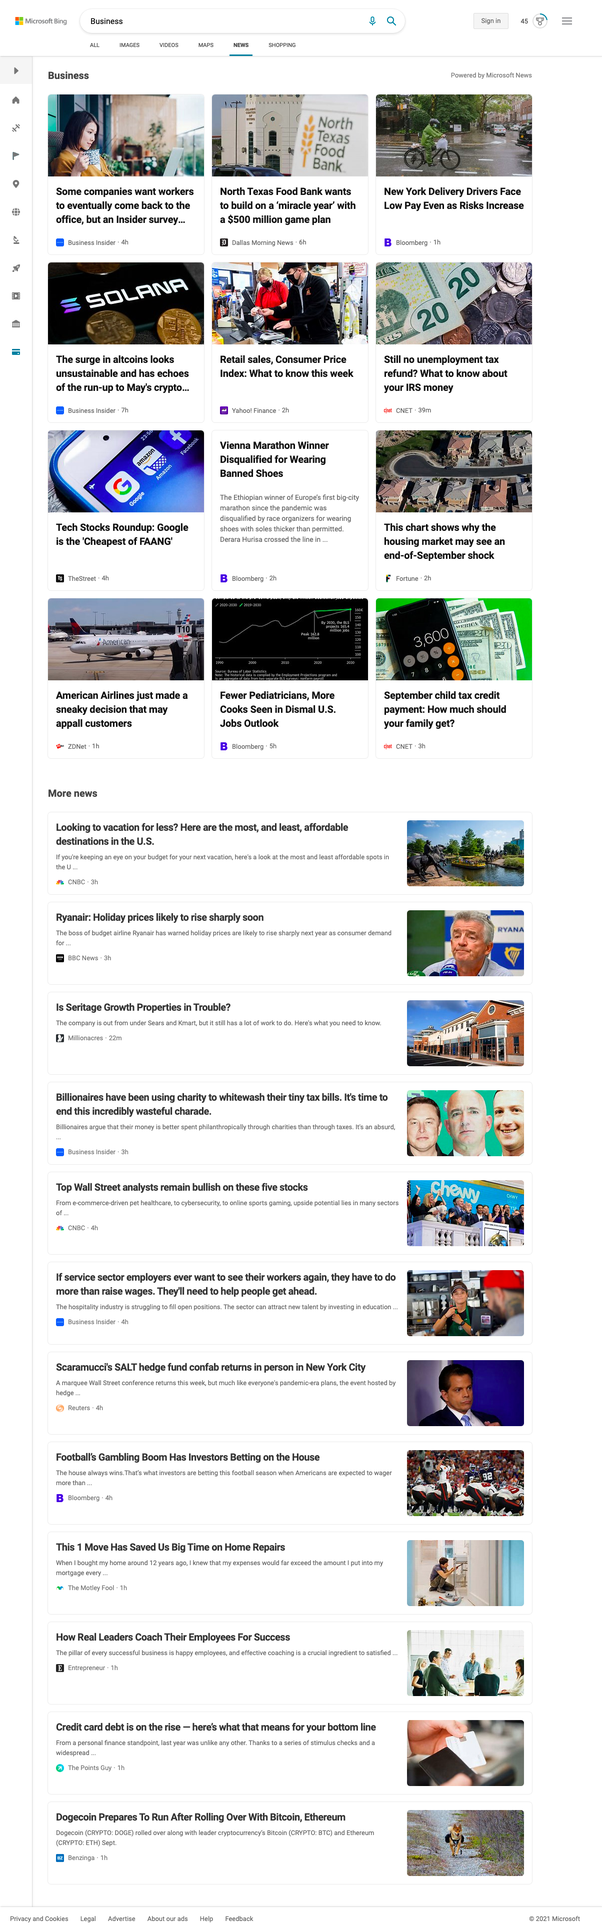 Microsoft Bing
Business
Sign in
45
ALL
IMAGES
VIDEOS
MAPS
NEWS
SHOPPING
Business
Powered by Microsoft News
North
Texas
Food
Bank
Some companies want workers
to eventually come back to the
office, but an Insider survey...
Business Insider · 4h
North Texas Food Bank wants
to build on a ‘miracle year’ with
a $500 million game plan
Dallas Morning News · 6h
New York Delivery Drivers Face
Low Pay Even as Risks Increase
Bloomberg · 1h
SOLANA
20
20
The surge in altcoins looks
unsustainable and has echoes
of the run-up to May's crypto...
Business Insider · 7h
Retail sales, Consumer Price
Index: What to know this week
Yahoo! Finance · 2h
Still no unemployment tax
refund? What to know about
your IRS money
CNET · 39m
Google
amazon
Amazon
Facebook
Tech Stocks Roundup: Google
is the 'Cheapest of FAANG'
TheStreet · 4h
Vienna Marathon Winner
Disqualified for Wearing
Banned Shoes
The Ethiopian winner of Europe's first big-city
marathon since the pandemic was
disqualified by race organizers for wearing
shoes with soles thicker than permitted.
Derara Hurisa crossed the line in ...
Bloomberg · 2h
This chart shows why the
housing market may see an
end-of-September shock
Fortune · 2h
T10
American
3,600
American Airlines just made a
sneaky decision that may
appall customers
ZDNet · 1h
Fewer Pediatricians, More
Cooks Seen in Dismal U.S.
Jobs Outlook
Bloomberg · 5h
September child tax credit
payment: How much should
your family get?
CNET · 3h
More news
Looking to vacation for less? Here are the most, and least, affordable
destinations in the U.S.
If you're keeping an eye on your budget for your next vacation, here's a look at the most and least affordable spots in
the U ...
CNBC · 3h
Ryanair: Holiday prices likely to rise sharply soon
The boss of budget airline Ryanair has warned holiday prices are likely to rise sharply next year as consumer demand
for ...
BBC News · 3h
RYANA
Is Seritage Growth Properties in Trouble?
The company is out from under Sears and Kmart, but it still has a lot of work to do. Here's what you need to know.
Millionacres · 22m
Billionaires have been using charity to whitewash their tiny tax bills. It's time to
end this incredibly wasteful charade.
Billionaires argue that their money is better spent philanthropically through charities than through taxes. It's an absurd,
...
Business Insider · 3h
Top Wall Street analysts remain bullish on these five stocks
From e-commerce-driven pet healthcare, to cybersecurity, to online sports gaming, upside potential lies in many sectors
of ...
CNBC · 4h
chewy
If service sector employers ever want to see their workers again, they have to do
more than raise wages. They'll need to help people get ahead.
The hospitality industry is struggling to fill open positions. The sector can attract new talent by investing in education ...
Business Insider · 4h
Scaramucci's SALT hedge fund confab returns in person in New York City
A marquee Wall Street conference returns this week, but much like everyone's pandemic-era plans, the event hosted by
hedge ...
Reuters · 4h
Football's Gambling Boom Has Investors Betting on the House
The house always wins.That's what investors are betting this football season when Americans are expected to wager
more than ...
Bloomberg · 4h
92
This 1 Move Has Saved Us Big Time on Home Repairs
When I bought my home around 12 years ago, I knew that my expenses would far exceed the amount I put into my
mortgage every ...
The Motley Fool · 1h
How Real Leaders Coach Their Employees For Success
The pillar of every successful business is happy employees, and effective coaching is a crucial ingredient to satisfied ...
Entrepreneur · 1h
Credit card debt is on the rise — here's what that means for your bottom line
From a personal finance standpoint, last year was unlike any other. Thanks to a series of stimulus checks and a
widespread ...
The Points Guy · 1h
Dogecoin Prepares To Run After Rolling Over With Bitcoin, Ethereum
Dogecoin (CRYPTO: DOGE) rolled over along with leader cryptocurrency's Bitcoin (CRYPTO: BTC) and Ethereum
(CRYPTO: ETH) Sept.
Benzinga · 1h
Privacy and Cookies
Legal
Advertise
About our ads
Help
Feedback
© 2021 Microsoft